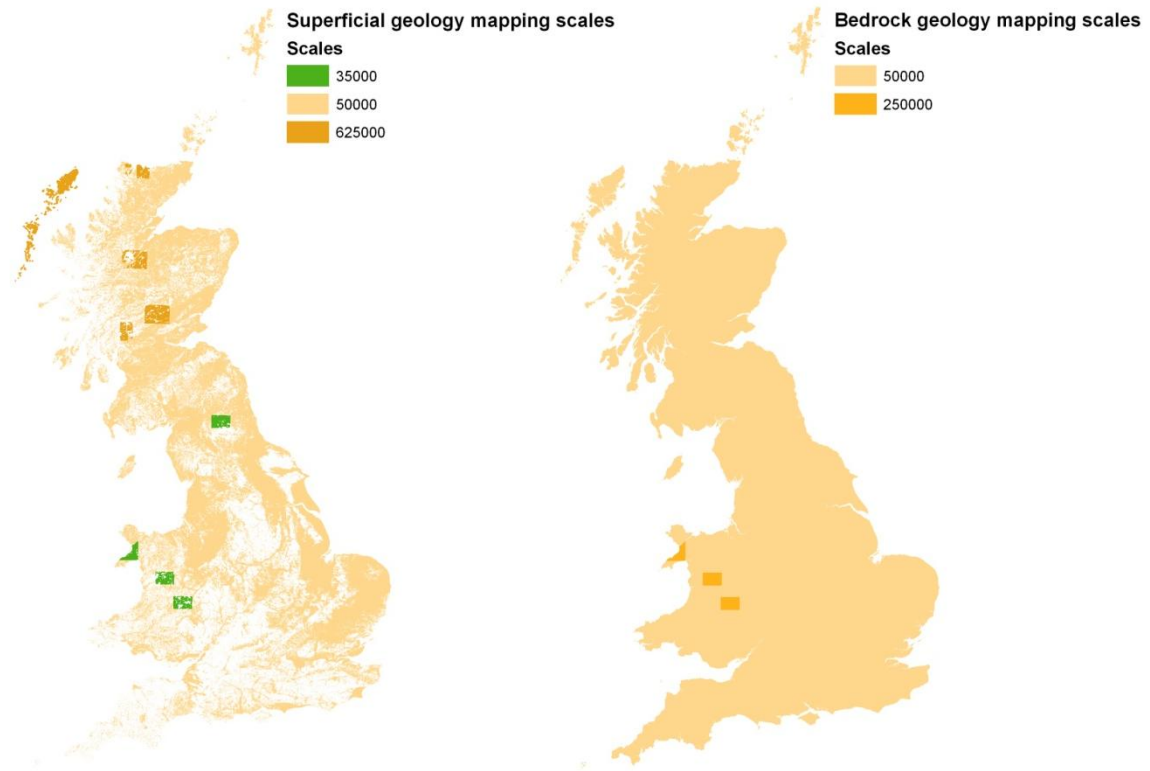 Superficial geology mapping scales
Scales
35000
50000
625000
Bedrock geology mapping scales
Scales
50000
250000